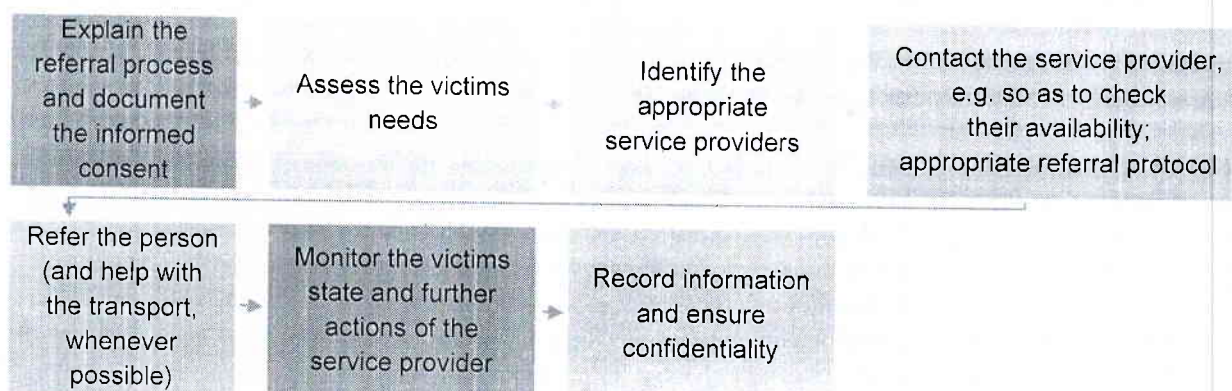 Explain the
referral process
and document
the informed
consent
Assess the victims
needs
Identify the
appropriate
service providers
Contact the service provider,
e.g. so as to check
their availability;
appropriate referral protocol
Refer the person
(and help with
the transport,
whenever
possible)
Monitor the victims
state and further
actions of the
service provider
Record information
and ensure
confidentiality